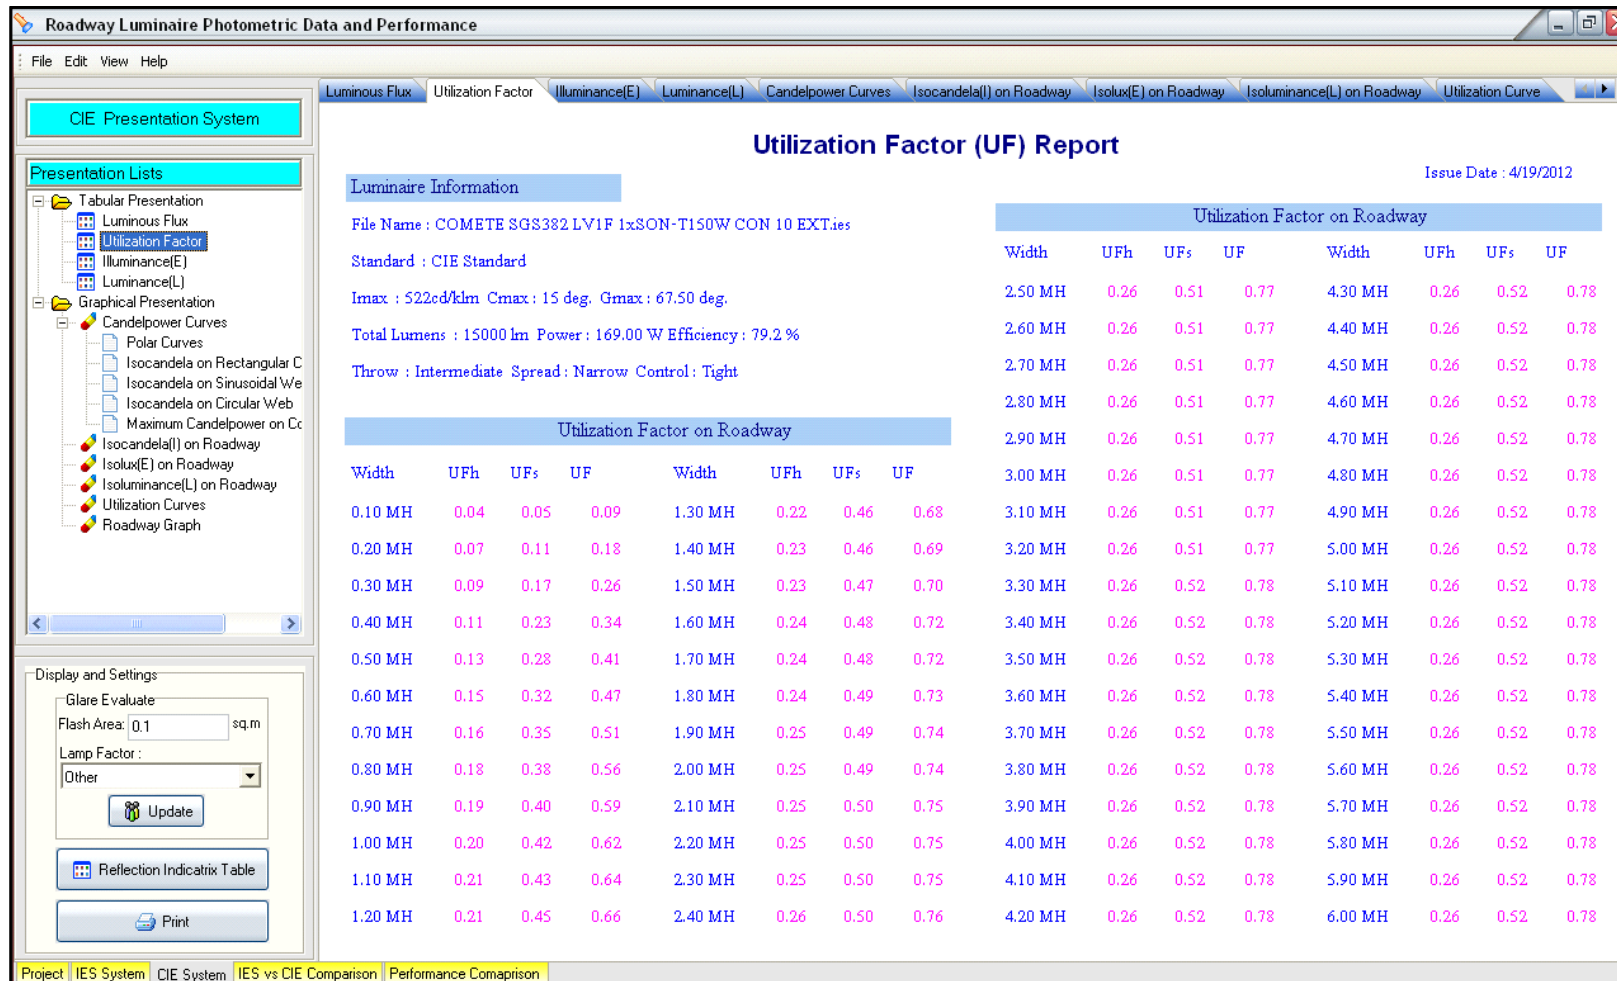 Roadway Luminaire Photometric Data and Performance
File Edit View Help
CIE Presentation System
Presentation Lists
Tabular Presentation
Luminous Flux
Utilization Factor
Illuminance(E)
Luminance(L)
Graphical Presentation
Candelpower Curves
Polar Curves
Isocandela on Rectangular C
Isocandela on Sinusoidal We
Isocandela on Circular Web
Maximum Candelpower on Co
Isocandela(I) on Roadway
Isolux(E) on Roadway
Isoluminance(L) on Roadway
Utilization Curves
Roadway Graph
Display and Settings
Glare Evaluate
Flash Area: 0.1 sq.m
Lamp Factor :
Other
Update
Reflection Indicatrix Table
Print
Luminous Flux Utilization Factor Illuminance(E) Luminance(L) Candelpower Curves Isocandela(I) on Roadway Isolux(E) on Roadway Isoluminance(L) on Roadway Utilization Curve
Utilization Factor (UF) Report
Issue Date : 4/19/2012
Luminaire Information
File Name : COMETE SGS382 LV1F 1xSON-T150W CON 10 EXT.ies
Standard : CIE Standard
Imax : 522cd/klm Cmax : 15 deg. Gmax : 67.50 deg.
Total Lumens : 15000 lm Power : 169.00 W Efficiency : 79.2 %
Throw : Intermediate Spread : Narrow Control : Tight
Utilization Factor on Roadway
Width UFh UFs UF Width UFh UFs UF
0.10 MH 0.04 0.05 0.09 1.30 MH 0.22 0.46 0.68
0.20 MH 0.07 0.11 0.18 1.40 MH 0.23 0.46 0.69
0.30 MH 0.09 0.17 0.26 1.50 MH 0.23 0.47 0.70
0.40 MH 0.11 0.23 0.34 1.60 MH 0.24 0.48 0.72
0.50 MH 0.13 0.28 0.41 1.70 MH 0.24 0.48 0.72
0.60 MH 0.15 0.32 0.47 1.80 MH 0.24 0.49 0.73
0.70 MH 0.16 0.35 0.51 1.90 MH 0.25 0.49 0.74
0.80 MH 0.18 0.38 0.56 2.00 MH 0.25 0.49 0.74
0.90 MH 0.19 0.40 0.59 2.10 MH 0.25 0.50 0.75
1.00 MH 0.20 0.42 0.62 2.20 MH 0.25 0.50 0.75
1.10 MH 0.21 0.43 0.64 2.30 MH 0.25 0.50 0.75
1.20 MH 0.21 0.45 0.66 2.40 MH 0.26 0.50 0.76
Utilization Factor on Roadway
Width UFh UFs UF Width UFh UFs UF
2.50 MH 0.26 0.51 0.77 4.30 MH 0.26 0.52 0.78
2.60 MH 0.26 0.51 0.77 4.40 MH 0.26 0.52 0.78
2.70 MH 0.26 0.51 0.77 4.50 MH 0.26 0.52 0.78
2.80 MH 0.26 0.51 0.77 4.60 MH 0.26 0.52 0.78
2.90 MH 0.26 0.51 0.77 4.70 MH 0.26 0.52 0.78
3.00 MH 0.26 0.51 0.77 4.80 MH 0.26 0.52 0.78
3.10 MH 0.26 0.51 0.77 4.90 MH 0.26 0.52 0.78
3.20 MH 0.26 0.51 0.77 5.00 MH 0.26 0.52 0.78
3.30 MH 0.26 0.52 0.78 5.10 MH 0.26 0.52 0.78
3.40 MH 0.26 0.52 0.78 5.20 MH 0.26 0.52 0.78
3.50 MH 0.26 0.52 0.78 5.30 MH 0.26 0.52 0.78
3.60 MH 0.26 0.52 0.78 5.40 MH 0.26 0.52 0.78
3.70 MH 0.26 0.52 0.78 5.50 MH 0.26 0.52 0.78
3.80 MH 0.26 0.52 0.78 5.60 MH 0.26 0.52 0.78
3.90 MH 0.26 0.52 0.78 5.70 MH 0.26 0.52 0.78
4.00 MH 0.26 0.52 0.78 5.80 MH 0.26 0.52 0.78
4.10 MH 0.26 0.52 0.78 5.90 MH 0.26 0.52 0.78
4.20 MH 0.26 0.52 0.78 6.00 MH 0.26 0.52 0.78
Project IES System CIE System IES vs CIE Comparison Performance Comaprison